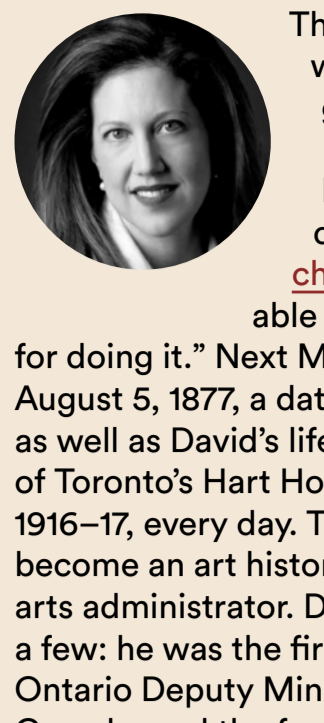 Th
able
for doing it.” Next M
August 5, 1877, a dat
as well as David’s life
of Toronto’s Hart Ho
1916–17, every day. T
become an art histor
arts administrator. D
a few: he was the fir
Ontario Deputy Min